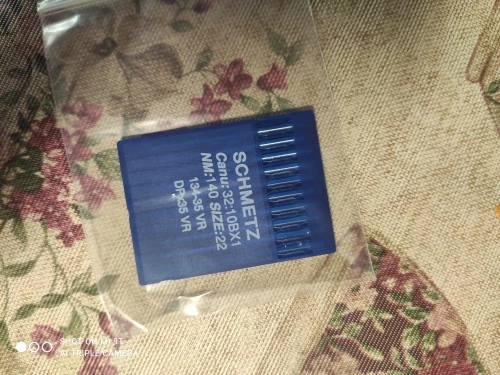 SCHMETZ
Canu: 32:10BX1
NM:140 SIZE:22
134-35 VR
DP-35 VR
SHOT ON MI 9T
AI TRIPLE CAMERA